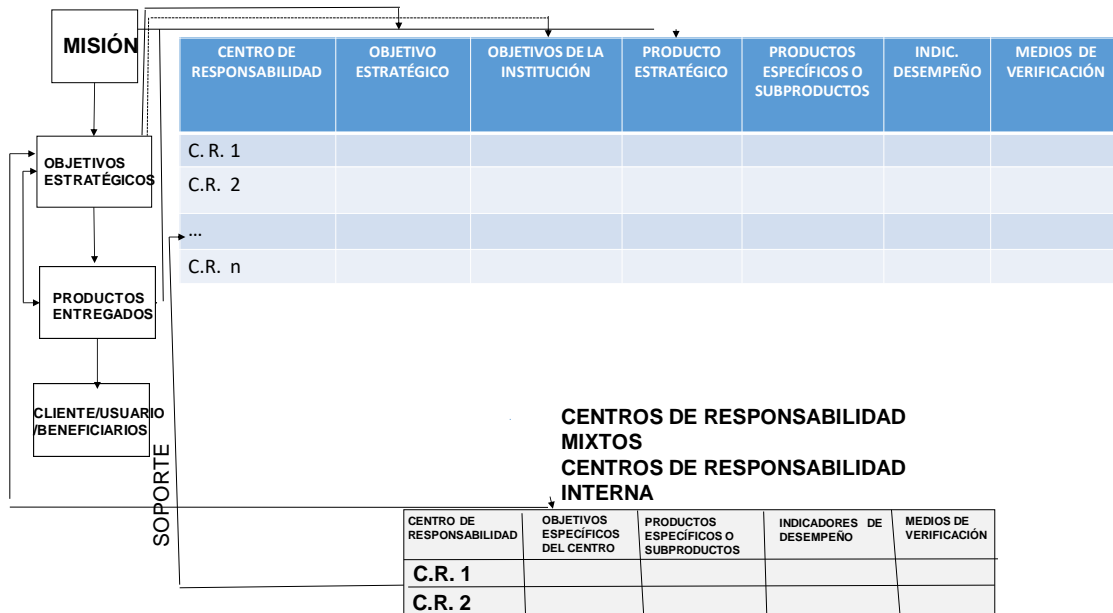 MISIÓN
OBJETIVOS
ESTRATÉGICOS
PRODUCTOS
ENTREGADOS
CLIENTE/USUARIO
/BENEFICIARIOS
SOPORTE
CENTRO DE
RESPONSABILIDAD
OBJETIVO
ESTRATÉGICO
OBJETIVOS DE LA
INSTITUCIÓN
PRODUCTO
ESTRATÉGICO
PRODUCTOS
ESPECÍFICOS O
SUBPRODUCTOS
INDIC.
DESEMPEÑO
MEDIOS DE
VERIFICACIÓN
C. R. 1
C.R. 2
...
C.R. n
CENTROS DE RESPONSABILIDAD
MIXTOS
CENTROS DE RESPONSABILIDAD
INTERNA
CENTRO DE
RESPONSABILIDAD
OBJETIVOS
ESPECÍFICOS
DEL CENTRO
PRODUCTOS
ESPECÍFICOS O
SUBPRODUCTOS
INDICADORES DE
DESEMPEÑO
MEDIOS DE
VERIFICACIÓN
C.R. 1
C.R. 2